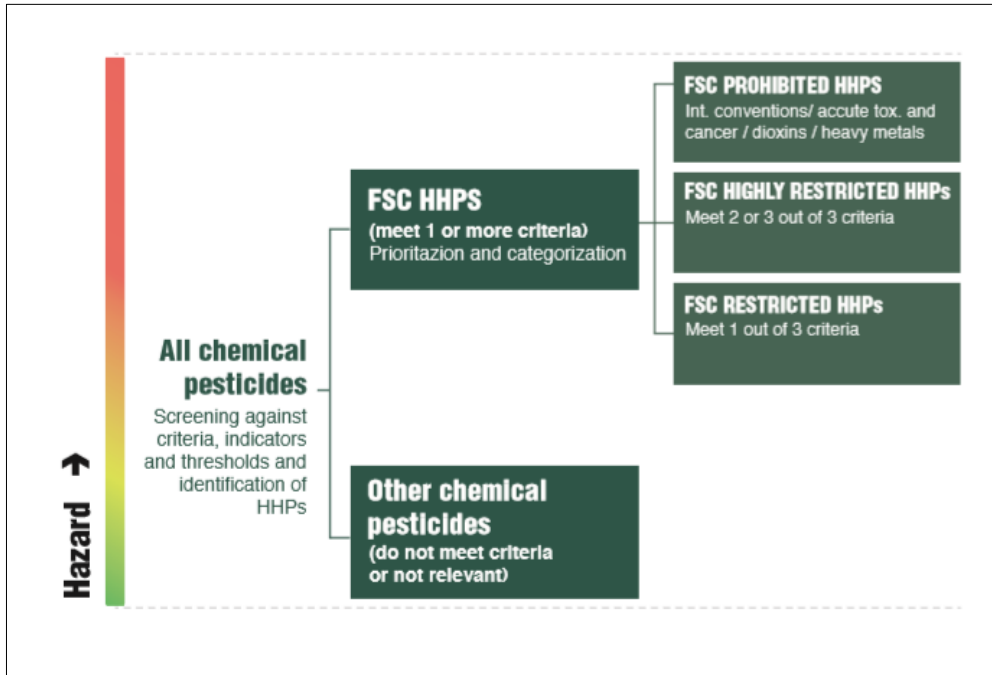 Hazard →
All chemical
pesticides
Screening against
criteria, indicators
and thresholds and
identification of
HHPs
FSC HHPS
(meet 1 or more criteria)
Prioritazion and categorization
Other chemical
pesticides
(do not meet criteria
or not relevant)
FSC PROHIBITED HHPS
Int. conventions/ accute tox. and
cancer / dioxins / heavy metals
FSC HIGHLY RESTRICTED HHPs
Meet 2 or 3 out of 3 criteria
FSC RESTRICTED HHPs
Meet 1 out of 3 criteria